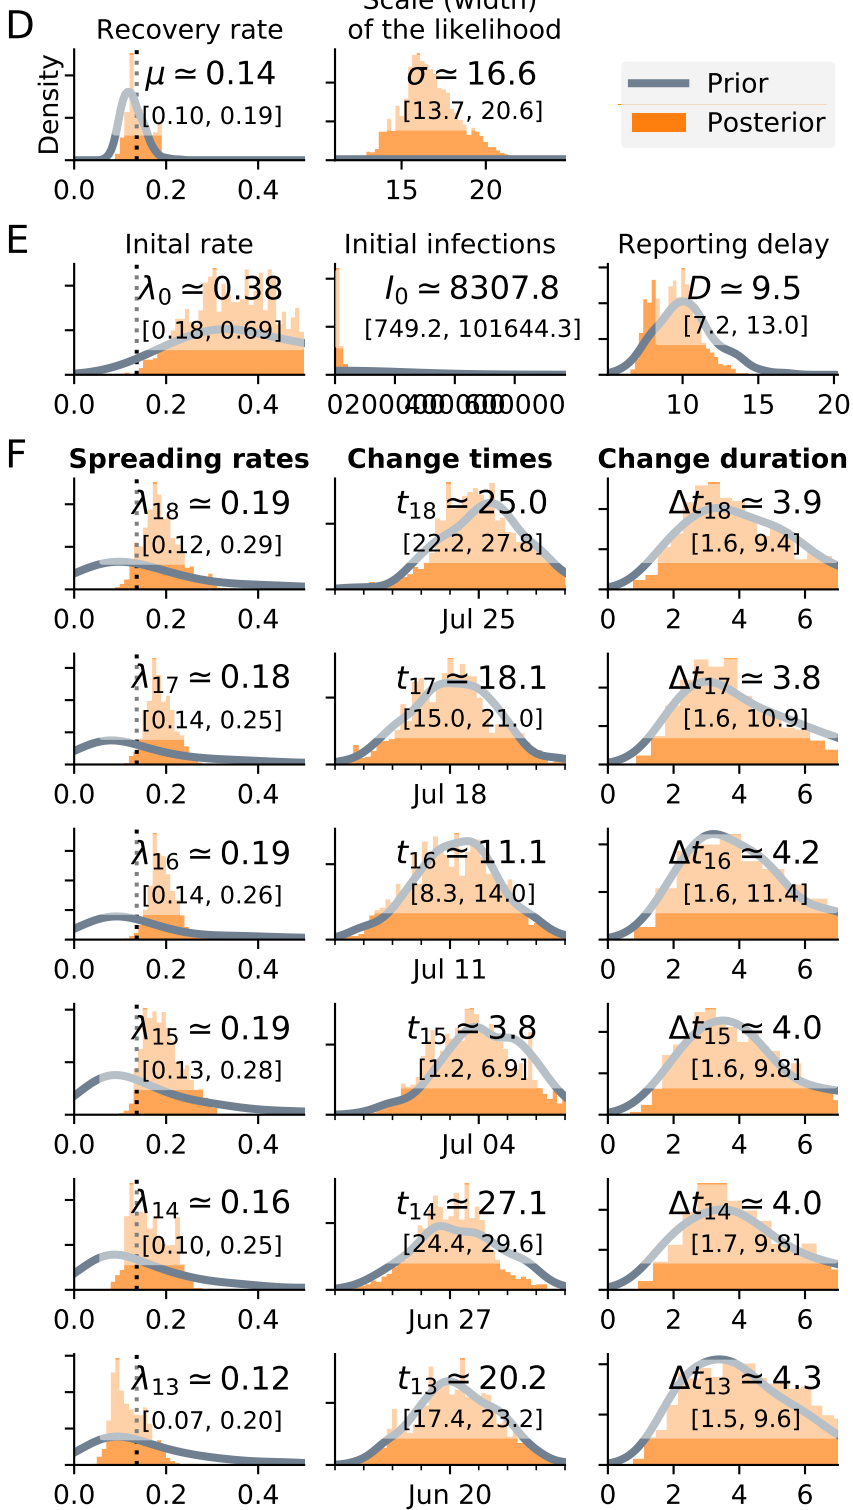 D
Recovery rate
Scale (width)
of the likelihood
Density
μ ≃ 0.14
[0.10, 0.19]
σ ≃ 16.6
[13.7, 20.6]
Prior
Posterior
0.0 0.2 0.4
15 20
E
Inital rate
Initial infections
Reporting delay
λ0 ≃ 0.38
[0.18, 0.69]
I0 ≃ 8307.8
[749.2, 101644.3]
D ≃ 9.5
[7.2, 13.0]
0.0 0.2 0.4
0 200000 400000 600000
10 15 20
F
Spreading rates Change times Change duration
λ18 ≃ 0.19
[0.12, 0.29]
t18 ≃ 25.0
[22.2, 27.8]
Δt18 ≃ 3.9
[1.6, 9.4]
0.0 0.2 0.4
Jul 25
0 2 4 6
λ17 ≃ 0.18
[0.14, 0.25]
t17 ≃ 18.1
[15.0, 21.0]
Δt17 ≃ 3.8
[1.6, 10.9]
0.0 0.2 0.4
Jul 18
0 2 4 6
λ16 ≃ 0.19
[0.14, 0.26]
t16 ≃ 11.1
[8.3, 14.0]
Δt16 ≃ 4.2
[1.6, 11.4]
0.0 0.2 0.4
Jul 11
0 2 4 6
λ15 ≃ 0.19
[0.13, 0.28]
t15 ≃ 3.8
[1.2, 6.9]
Δt15 ≃ 4.0
[1.6, 9.8]
0.0 0.2 0.4
Jul 04
0 2 4 6
λ14 ≃ 0.16
[0.10, 0.25]
t14 ≃ 27.1
[24.4, 29.6]
Δt14 ≃ 4.0
[1.7, 9.8]
0.0 0.2 0.4
Jun 27
0 2 4 6
λ13 ≃ 0.12
[0.07, 0.20]
t13 ≃ 20.2
[17.4, 23.2]
Δt13 ≃ 4.3
[1.5, 9.6]
0.0 0.2 0.4
Jun 20
0 2 4 6